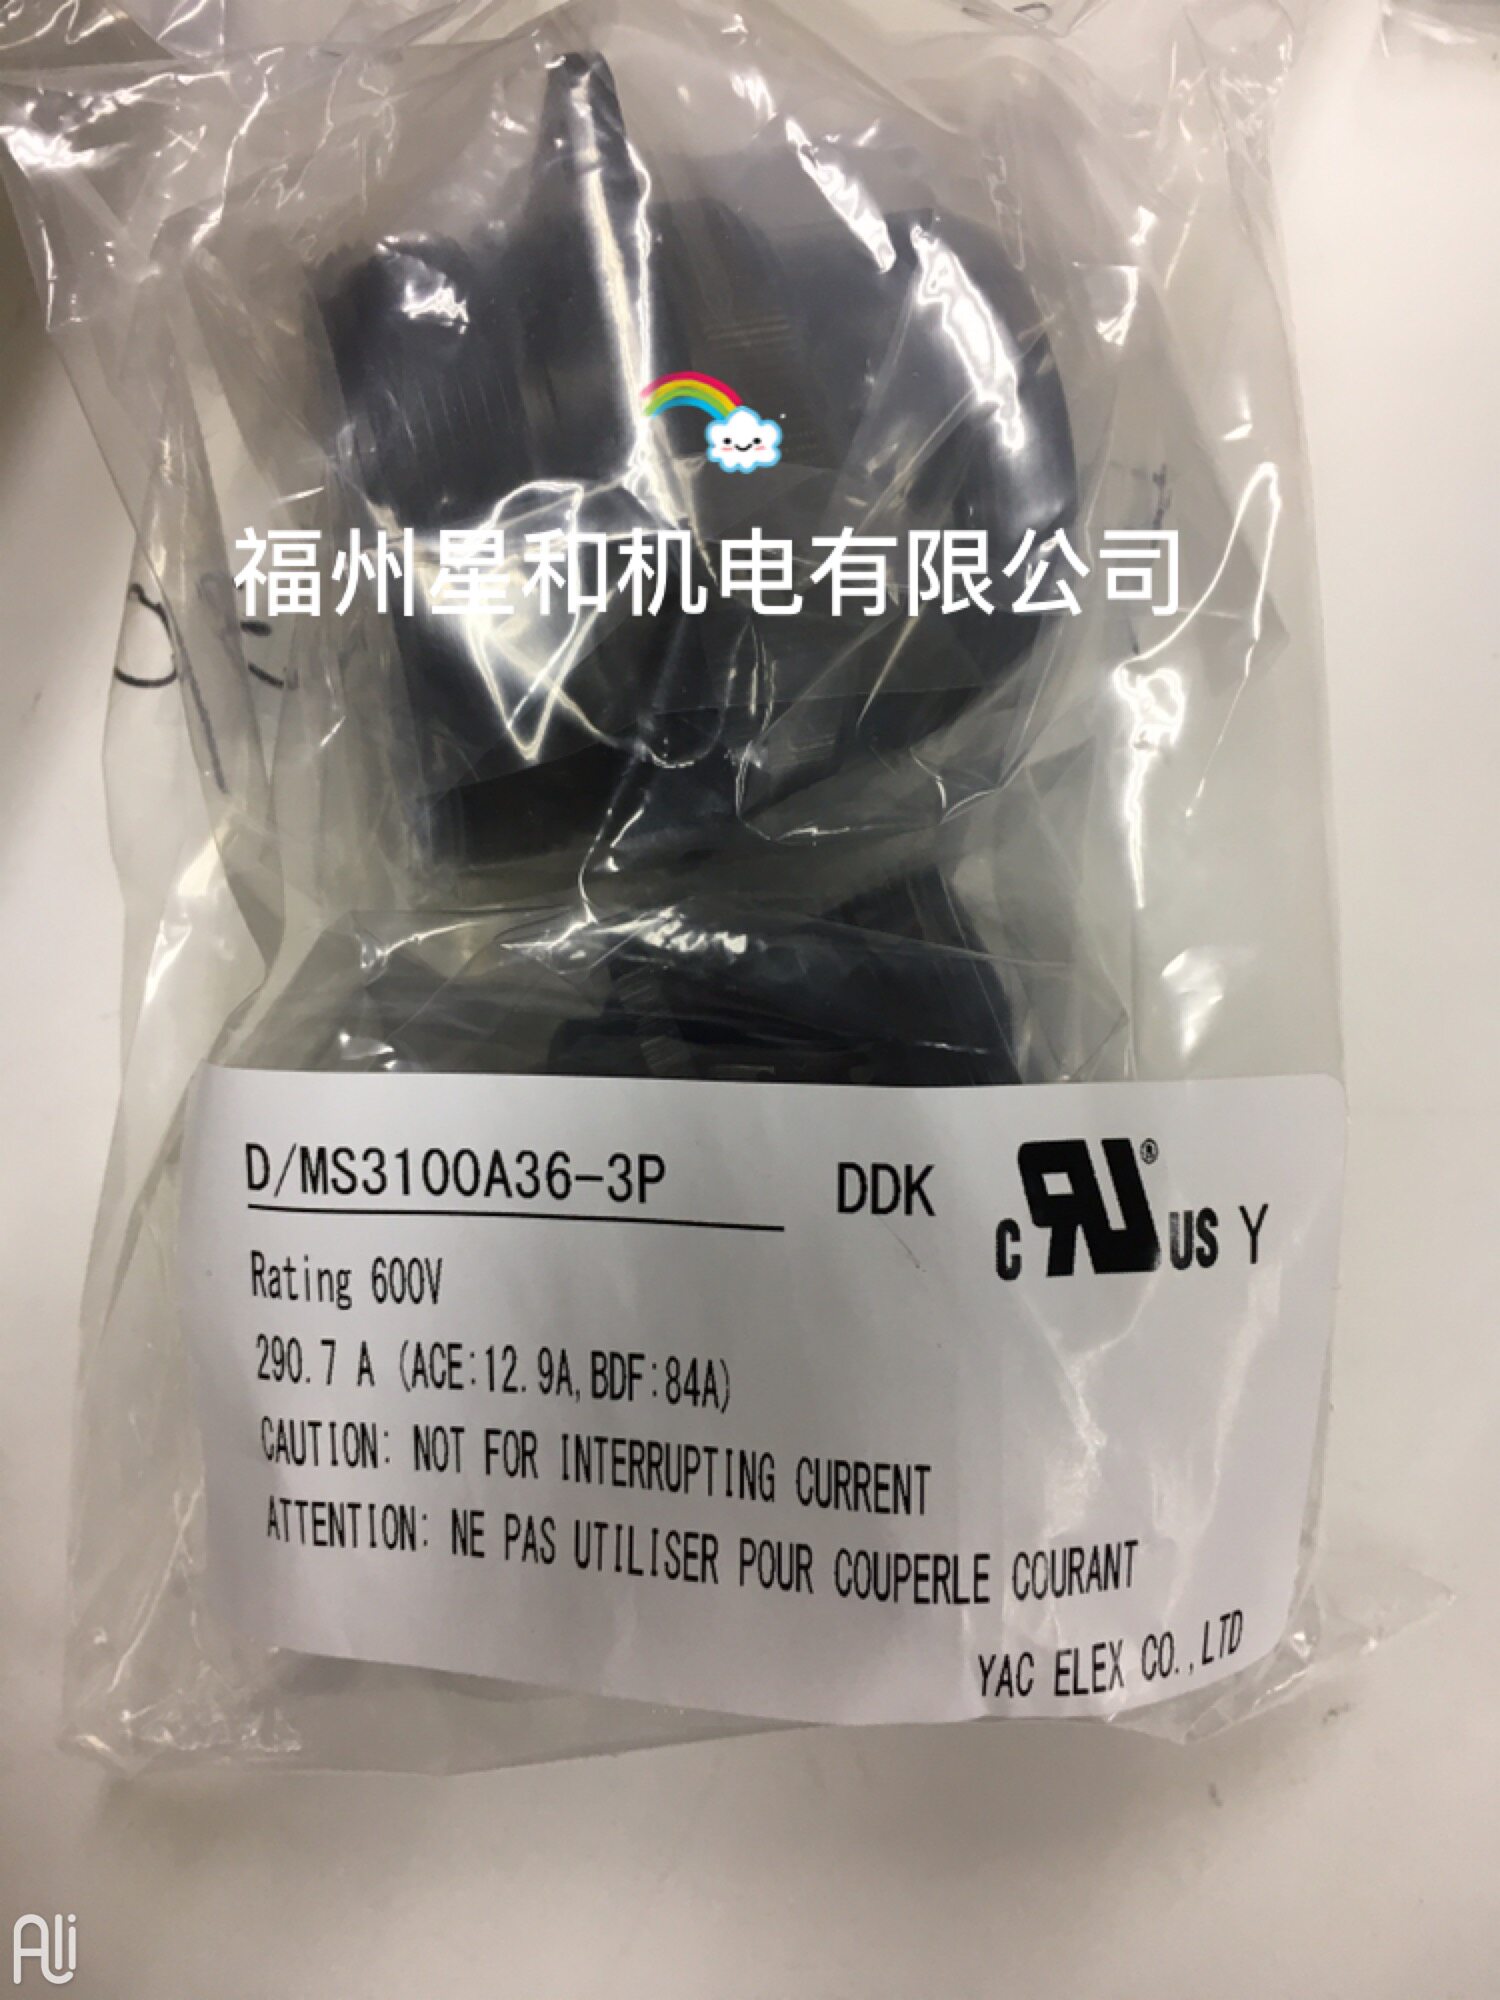 福州星和机电有限公司
D/MS3100A36-3P DDK c RU® US Y
Rating 600V
290.7 A (ACE:12.9A,BDF:84A)
CAUTION: NOT FOR INTERRUPTING CURRENT
ATTENTION: NE PAS UTILISER POUR COUPERLE COURANT
YAC ELEX CO.,LTD
Ali